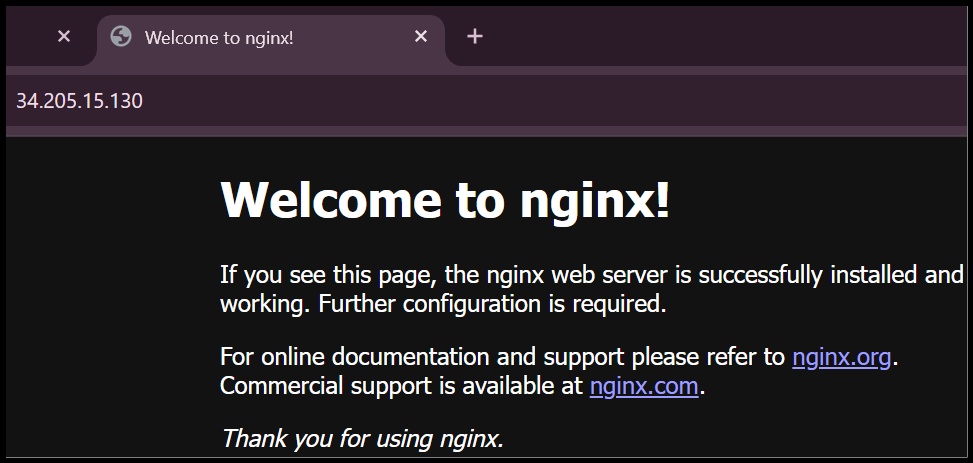 Welcome to nginx!
34.205.15.130
Welcome to nginx!
If you see this page, the nginx web server is successfully installed and
working. Further configuration is required.
For online documentation and support please refer to nginx.org.
Commercial support is available at nginx.com.
Thank you for using nginx.